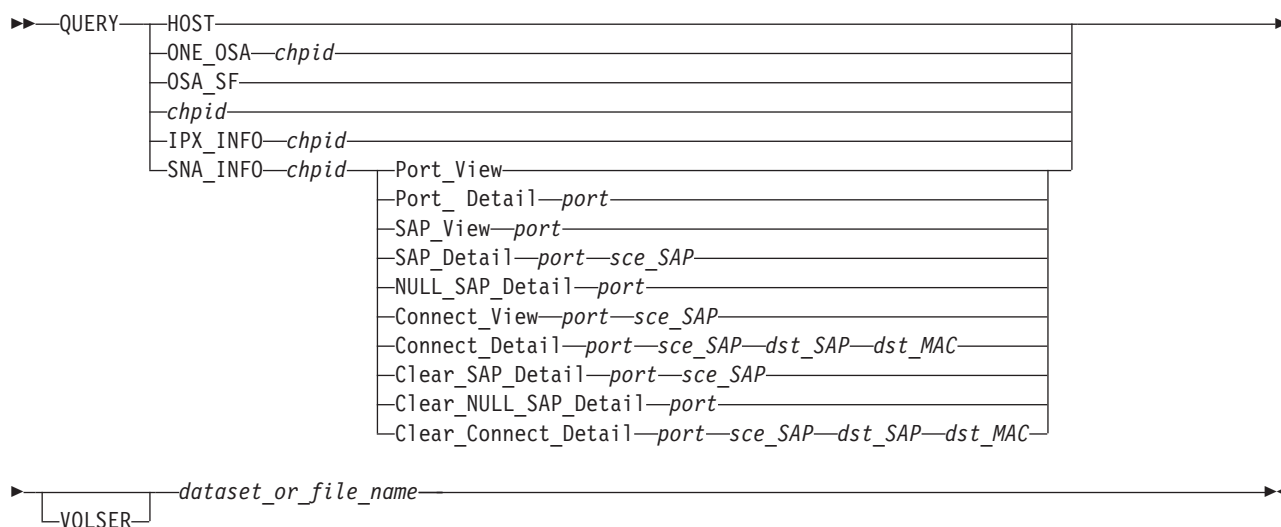 QUERY HOST
ONE_OSA chpid
OSA_SF
chpid
IPX_INFO chpid
SNA_INFO chpid Port_View
Port_ Detail port
SAP_View port
SAP_Detail port sce_SAP
NULL_SAP_Detail port
Connect_View port sce_SAP
Connect_Detail port sce_SAP dst_SAP dst_MAC
Clear_SAP_Detail port sce_SAP
Clear_NULL_SAP_Detail port
Clear_Connect_Detail port sce_SAP dst_SAP dst_MAC
dataset_or_file_name
VOLSER